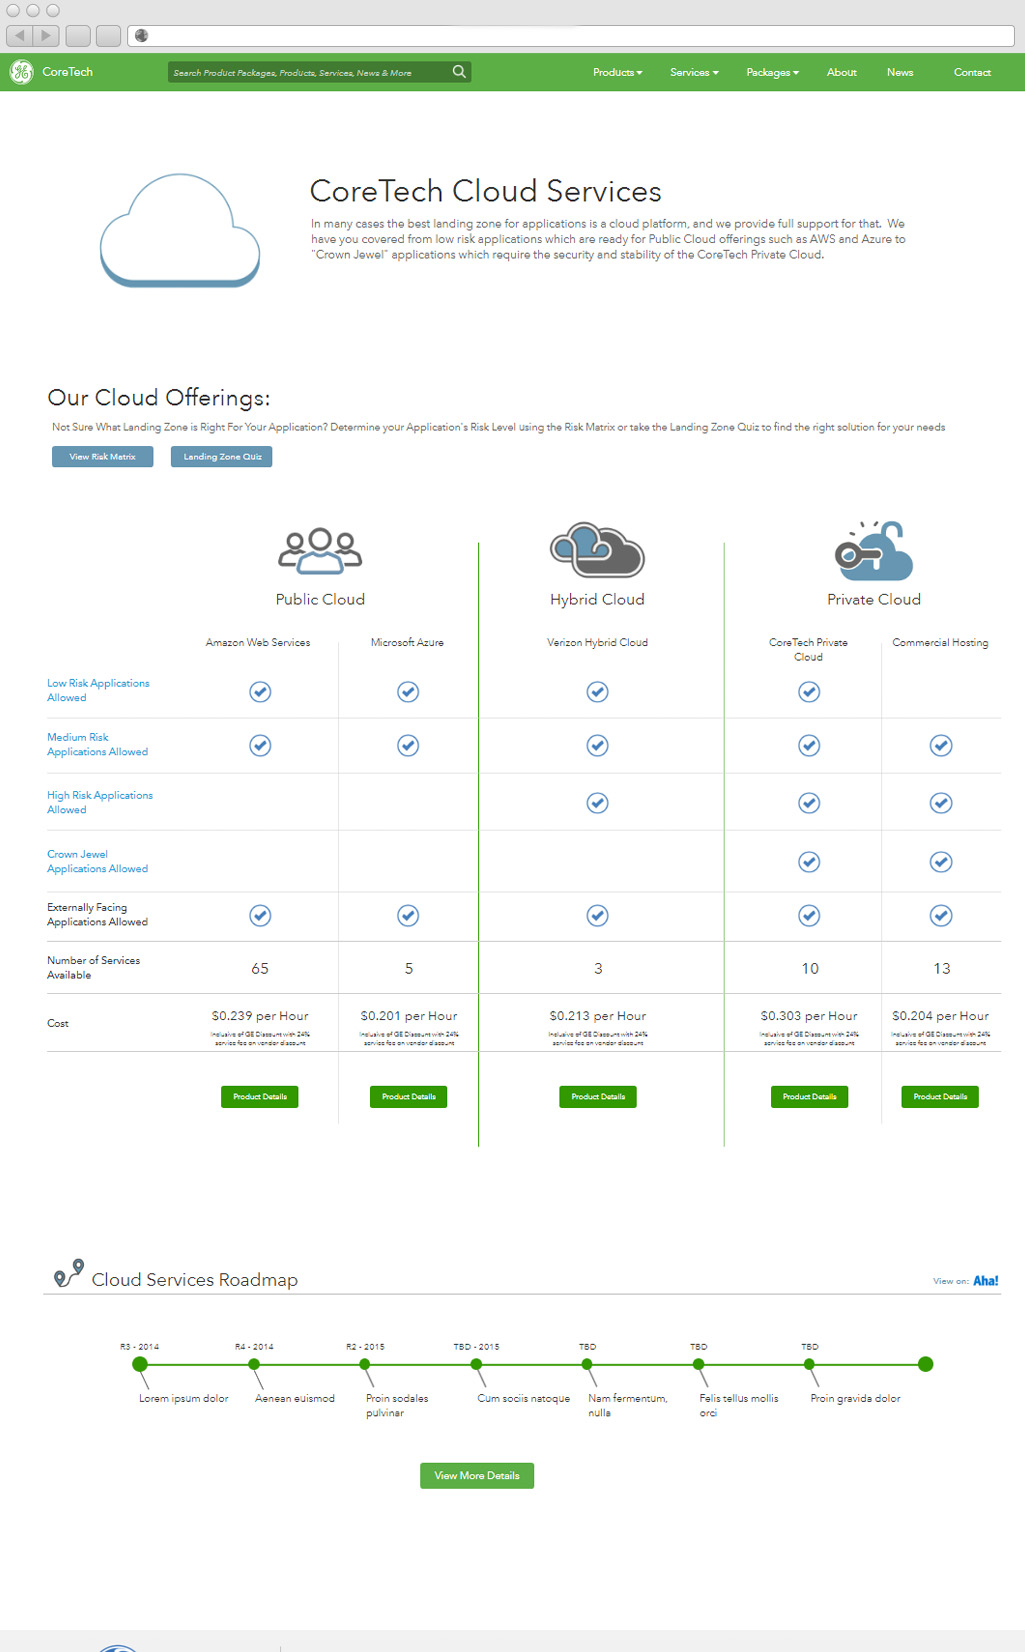 CoreTech
Search Product Packages, Products, Services, News & More
Products
Services
Packages
About
News
Contact
CoreTech Cloud Services
In many cases the best landing zone for applications is a cloud platform, and we provide full support for that. We
have you covered from low risk applications which are ready for Public Cloud offerings such as AWS and Azure to
"Crown Jewel" applications which require the security and stability of the CoreTech Private Cloud.
Our Cloud Offerings:
Not Sure What Landing Zone is Right For Your Application? Determine your Application's Risk Level using the Risk Matrix or take the Landing Zone Quiz to find the right solution for your needs
View Risk Matrix
Landing Zone Quiz
Public Cloud
Hybrid Cloud
Private Cloud
Amazon Web Services
Microsoft Azure
Verizon Hybrid Cloud
CoreTech Private
Cloud
Commercial Hosting
Low Risk Applications
Allowed
Medium Risk
Applications Allowed
High Risk Applications
Allowed
Crown Jewel
Applications Allowed
Externally Facing
Applications Allowed
Number of Services
Available
65
5
3
10
13
Cost
$0.239 per Hour
Inclusive of GE Discount with 24%
service fee on vendor discount
$0.201 per Hour
Inclusive of GE Discount with 24%
service fee on vendor discount
$0.213 per Hour
Inclusive of GE Discount with 24%
service fee on vendor discount
$0.303 per Hour
Inclusive of GE Discount with 24%
service fee on vendor discount
$0.204 per Hour
Inclusive of GE Discount with 24%
service fee on vendor discount
Product Details
Product Details
Product Details
Product Details
Product Details
Cloud Services Roadmap
View on: Aha!
R3 - 2014
R4 - 2014
R2 - 2015
TBD - 2015
TBD
TBD
TBD
Lorem ipsum dolor
Aenean euismod
Proin sodales
pulvinar
Cum sociis natoque
Nam fermentum,
nulla
Felis tellus mollis
orci
Proin gravida dolor
View More Details